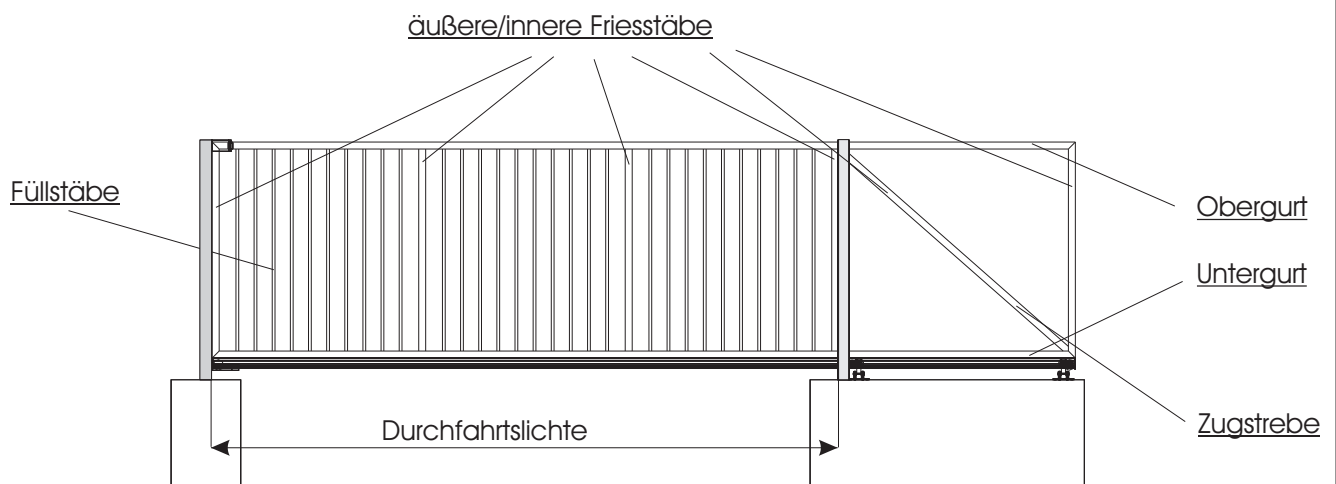 äußere/innere Friesstäbe
Füllstäbe
Obergurt
Untergurt
Durchfahrtslichte
Zugstrebe